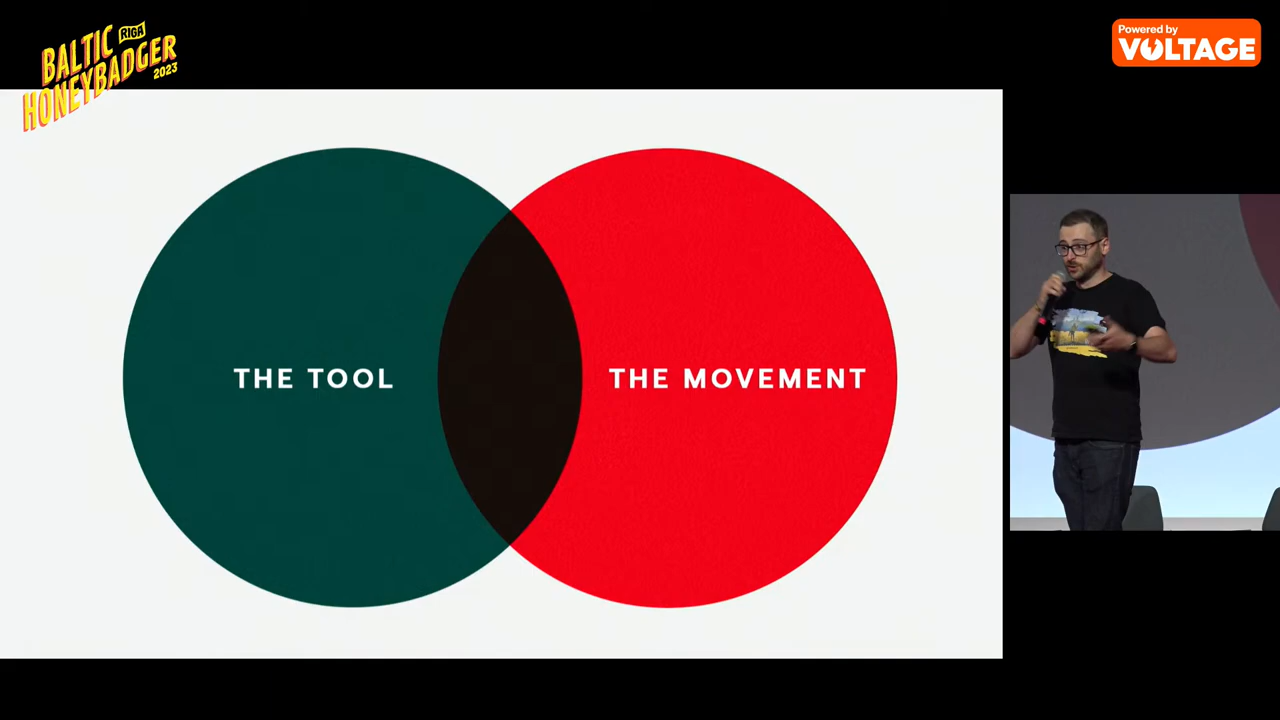 BALTIC
RIGA
HONEYBADGER
2023
Powered by
VOLTAGE
THE TOOL
THE MOVEMENT